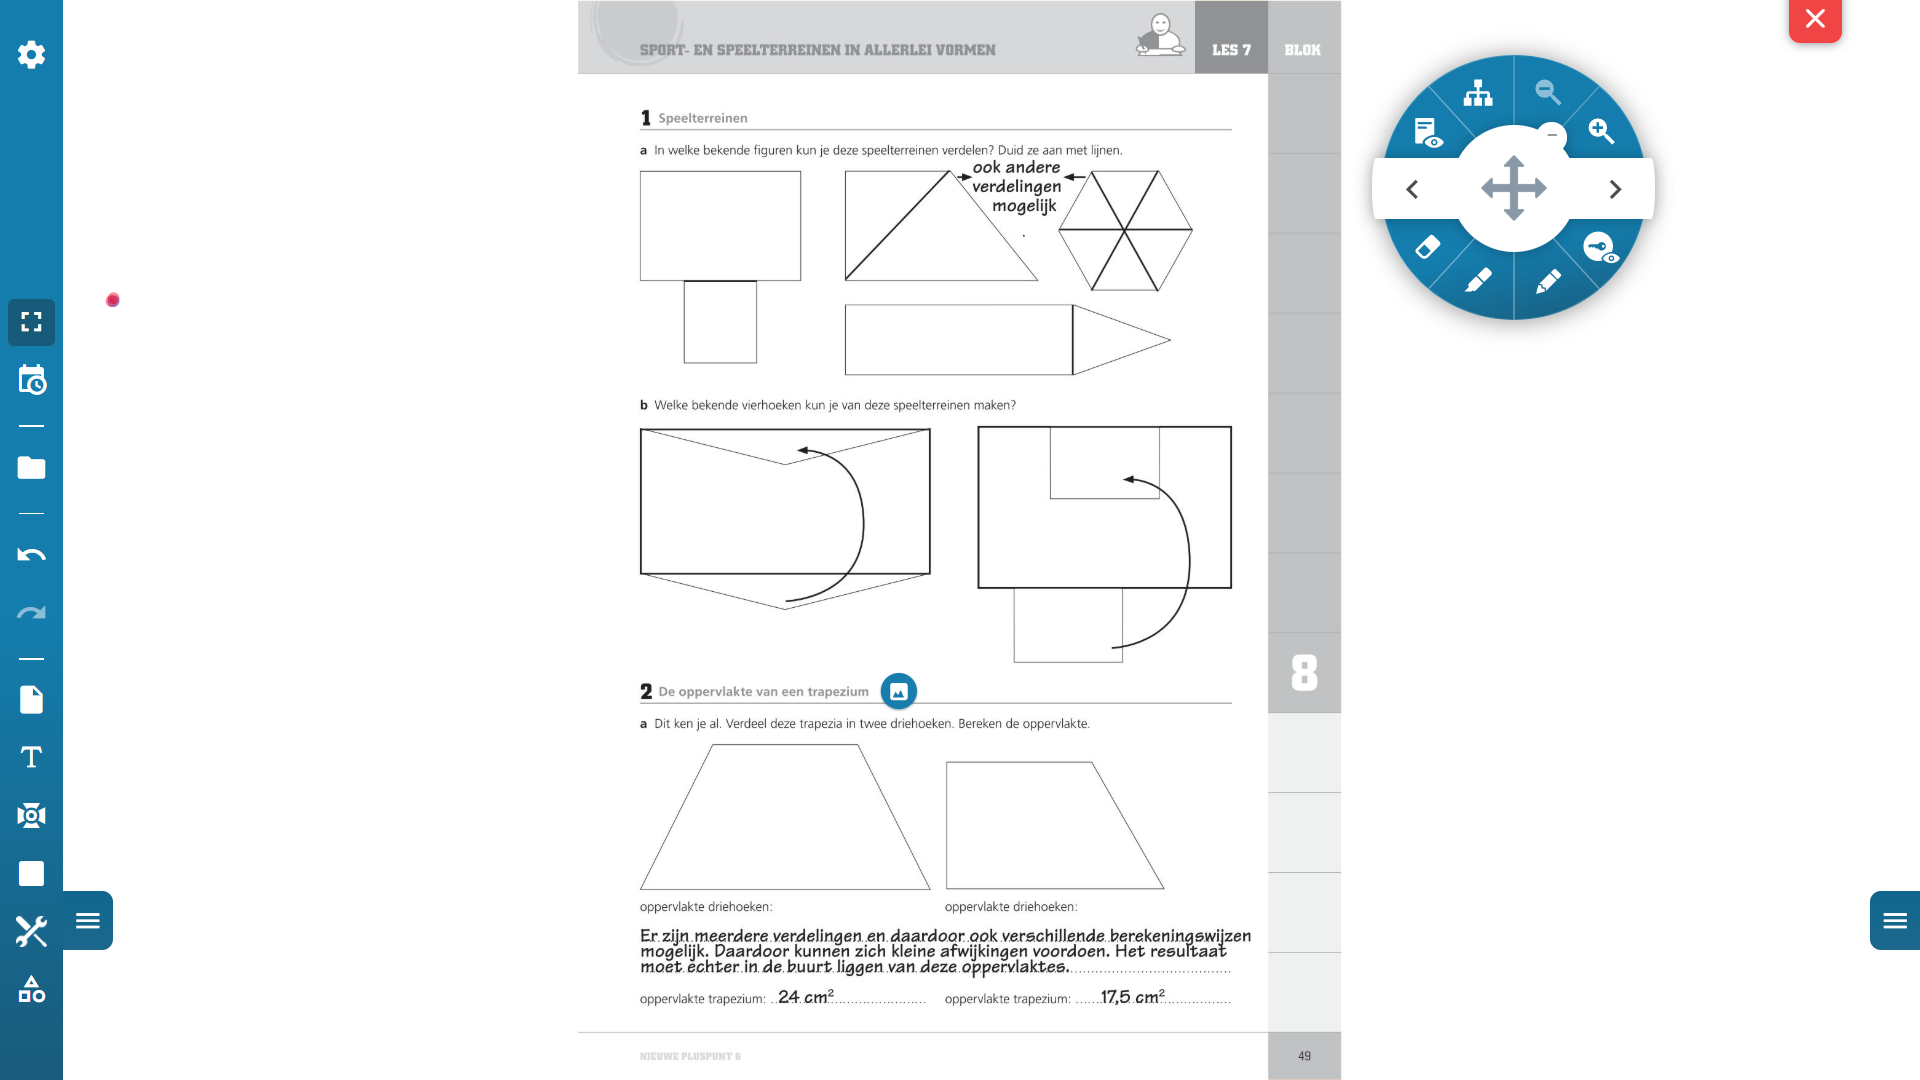 SPORT- EN SPEELTERREINEN IN ALLERLEI VORMEN
LES 7
BLOK
1 Speelterreinen
a In welke bekende figuren kun je deze speelterreinen verdelen? Duid ze aan met lijnen.
ook andere
verdelingen
mogelijk
b Welke bekende vierhoeken kun je van deze speelterreinen maken?
8
2 De oppervlakte van een trapezium
a Dit ken je al. Verdeel deze trapezia in twee driehoeken. Bereken de oppervlakte.
oppervlakte driehoeken:
oppervlakte driehoeken:
Er zijn meerdere verdelingen en daardoor ook verschillende berekeningswijzen
mogelijk. Daardoor kunnen zich kleine afwijkingen voordoen. Het resultaat
moet echter in de buurt liggen van deze oppervlaktes.
oppervlakte trapezium: 24 cm²
oppervlakte trapezium: 17,5 cm²
NIEUWE PLUSPUNT 6
49